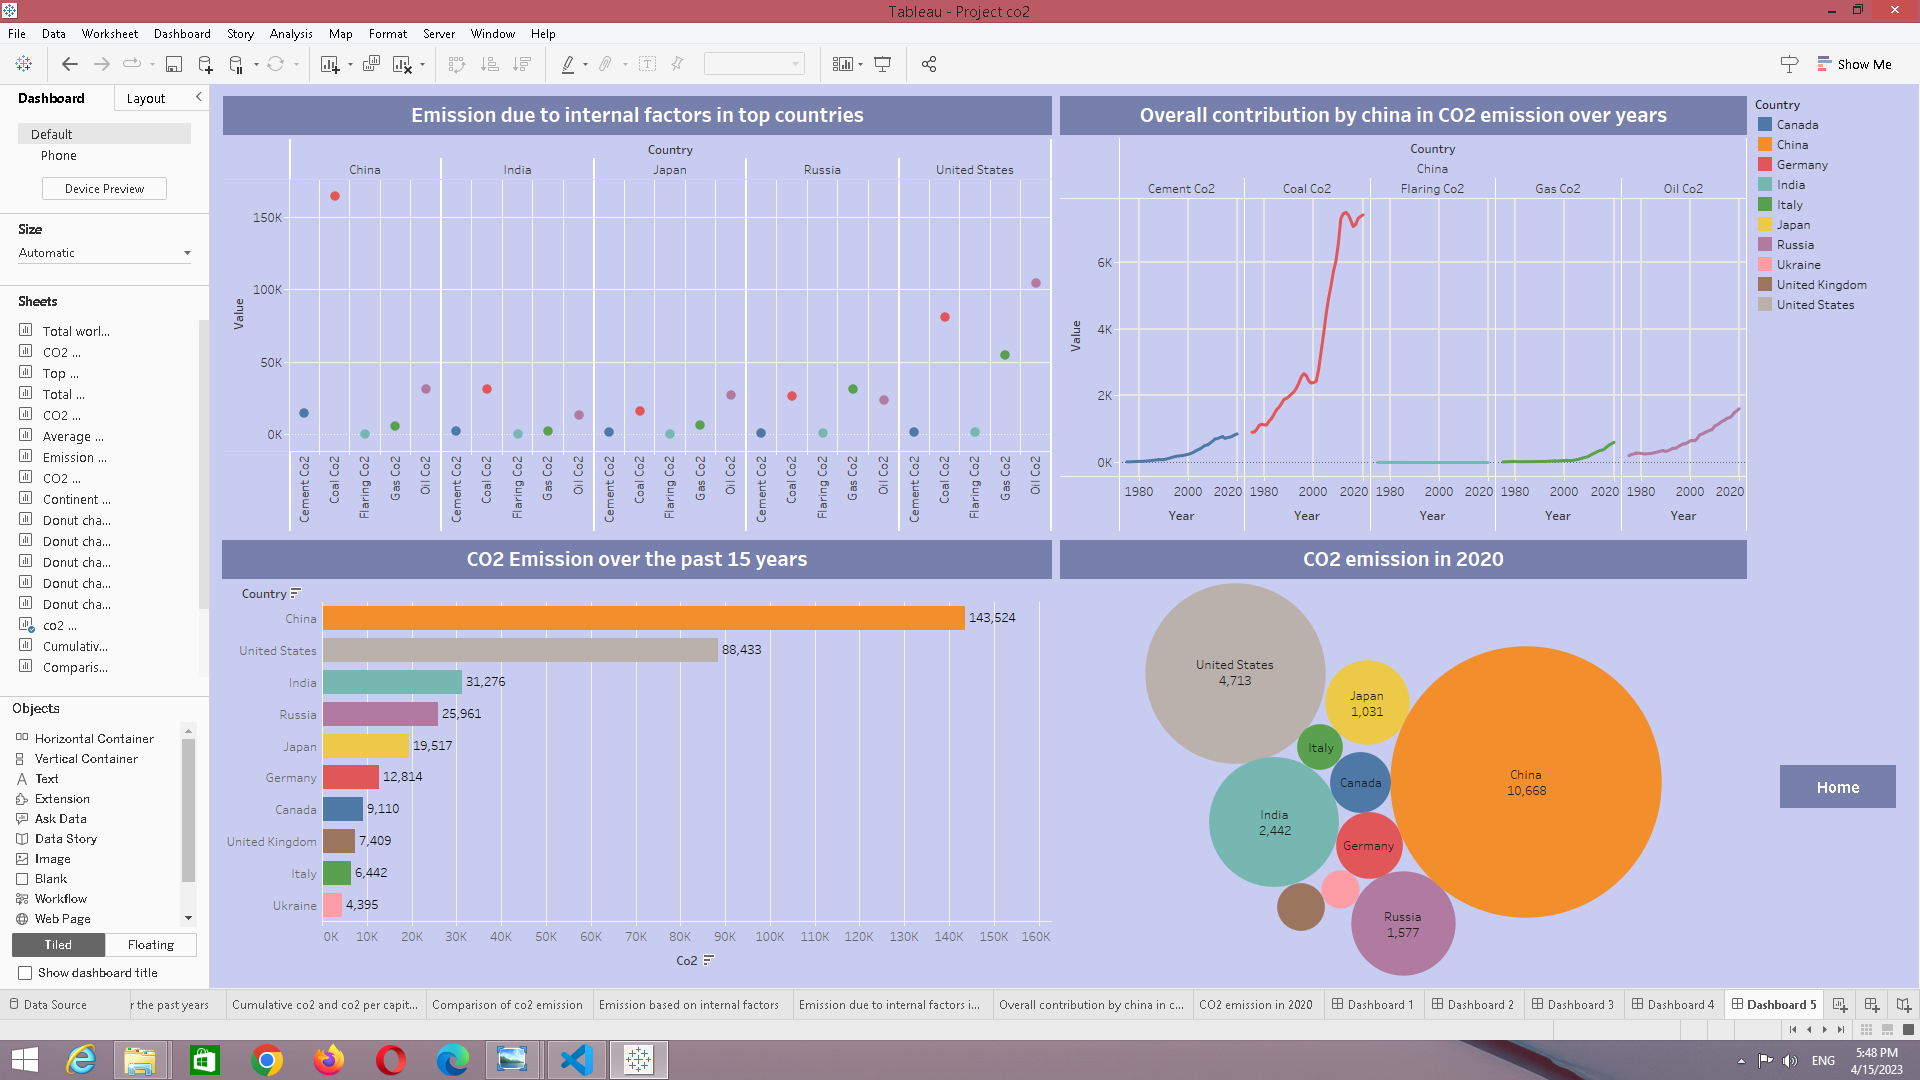 Tableau - Project co2
File Data Worksheet Dashboard Story Analysis Map Format Server Window Help
Show Me
Dashboard Layout
Default
Phone
Device Preview
Size
Automatic
Sheets
Total worl...
CO2 ...
Top ...
Total ...
CO2 ...
Average ...
Emission ...
CO2 ...
Continent ...
Donut cha...
Donut cha...
Donut cha...
Donut cha...
Donut cha...
co2 ...
Cumulativ...
Comparis...
Objects
Horizontal Container
Vertical Container
Text
Extension
Ask Data
Data Story
Image
Blank
Workflow
Web Page
Tiled Floating
Show dashboard title
Emission due to internal factors in top countries
Country
China India Japan Russia United States
Value
150K
100K
50K
0K
Cement Co2 Coal Co2 Flaring Co2 Gas Co2 Oil Co2 Cement Co2 Coal Co2 Flaring Co2 Gas Co2 Oil Co2 Cement Co2 Coal Co2 Flaring Co2 Gas Co2 Oil Co2 Cement Co2 Coal Co2 Flaring Co2 Gas Co2 Oil Co2 Cement Co2 Coal Co2 Flaring Co2 Gas Co2 Oil Co2
Overall contribution by china in CO2 emission over years
Country
China
Cement Co2 Coal Co2 Flaring Co2 Gas Co2 Oil Co2
Value
6K
4K
2K
0K
1980 2000 2020 1980 2000 2020 1980 2000 2020 1980 2000 2020 1980 2000 2020
Year Year Year Year Year
Country
Canada
China
Germany
India
Italy
Japan
Russia
Ukraine
United Kingdom
United States
CO2 Emission over the past 15 years
Country
China 143,524
United States 88,433
India 31,276
Russia 25,961
Japan 19,517
Germany 12,814
Canada 9,110
United Kingdom 7,409
Italy 6,442
Ukraine 4,395
0K 10K 20K 30K 40K 50K 60K 70K 80K 90K 100K 110K 120K 130K 140K 150K 160K
Co2
CO2 emission in 2020
United States
4,713
Japan
1,031
Italy
Canada
China
10,668
India
2,442
Germany
Russia
1,577
Home
Data Source r the past years Cumulative co2 and co2 per capit... Comparison of co2 emission Emission based on internal factors Emission due to internal factors i... Overall contribution by china in c... CO2 emission in 2020 Dashboard 1 Dashboard 2 Dashboard 3 Dashboard 4 Dashboard 5
ENG
5:48 PM
4/15/2023